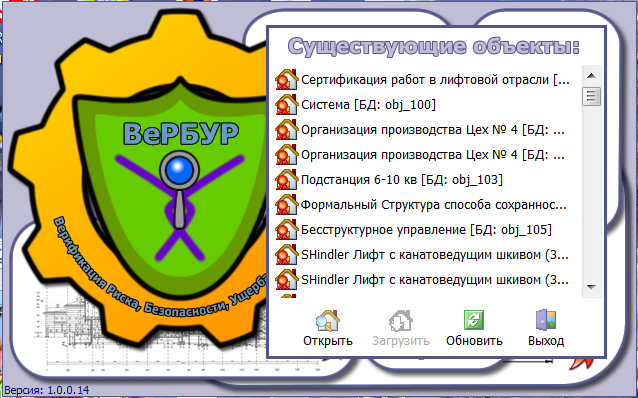 Существующие объекты:
ВеРБУР
Верификация Риска, Безопасности,
Сертификация работ в лифтовой отрасли [...
Система [БД: obj_100]
Организация производства Цех № 4 [БД: ...
Организация производства Цех № 4 [БД: ...
Подстанция 6-10 кв [БД: obj_103]
Формальный Структура способа сохраннос...
Бесструктурное управление [БД: obj_105]
SHindler Лифт с канатоведущим шкивом (3...
SHindler Лифт с канатоведущим шкивом (3...
Открыть
Загрузить
Обновить
Выход
Версия: 1.0.0.14